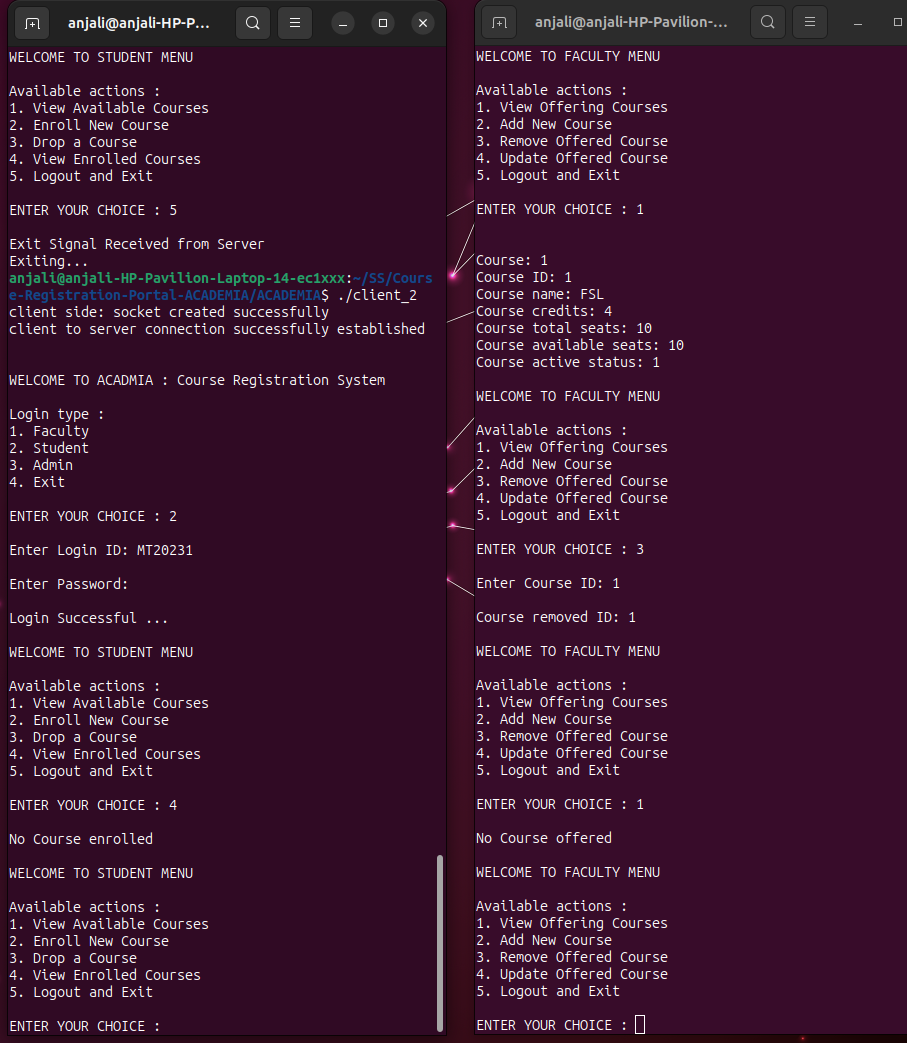 anjali@anjali-HP-P...
WELCOME TO STUDENT MENU
Available actions :
1. View Available Courses
2. Enroll New Course
3. Drop a Course
4. View Enrolled Courses
5. Logout and Exit
ENTER YOUR CHOICE : 5
Exit Signal Received from Server
Exiting...
anjali@anjali-HP-Pavilion-Laptop-14-ec1xxx:~/SS/Cours
e-Registration-Portal-ACADEMIA/ACADEMIA$ ./client_2
client side: socket created successfully
client to server connection successfully established
WELCOME TO ACADMIA : Course Registration System
Login type :
1. Faculty
2. Student
3. Admin
4. Exit
ENTER YOUR CHOICE : 2
Enter Login ID: MT20231
Enter Password:
Login Successful ...
WELCOME TO STUDENT MENU
Available actions :
1. View Available Courses
2. Enroll New Course
3. Drop a Course
4. View Enrolled Courses
5. Logout and Exit
ENTER YOUR CHOICE : 4
No Course enrolled
WELCOME TO STUDENT MENU
Available actions :
1. View Available Courses
2. Enroll New Course
3. Drop a Course
4. View Enrolled Courses
5. Logout and Exit
ENTER YOUR CHOICE :
anjali@anjali-HP-Pavilion-...
WELCOME TO FACULTY MENU
Available actions :
1. View Offering Courses
2. Add New Course
3. Remove Offered Course
4. Update Offered Course
5. Logout and Exit
ENTER YOUR CHOICE : 1
Course: 1
Course ID: 1
Course name: FSL
Course credits: 4
Course total seats: 10
Course available seats: 10
Course active status: 1
WELCOME TO FACULTY MENU
Available actions :
1. View Offering Courses
2. Add New Course
3. Remove Offered Course
4. Update Offered Course
5. Logout and Exit
ENTER YOUR CHOICE : 3
Enter Course ID: 1
Course removed ID: 1
WELCOME TO FACULTY MENU
Available actions :
1. View Offering Courses
2. Add New Course
3. Remove Offered Course
4. Update Offered Course
5. Logout and Exit
ENTER YOUR CHOICE : 1
No Course offered
WELCOME TO FACULTY MENU
Available actions :
1. View Offering Courses
2. Add New Course
3. Remove Offered Course
4. Update Offered Course
5. Logout and Exit
ENTER YOUR CHOICE :